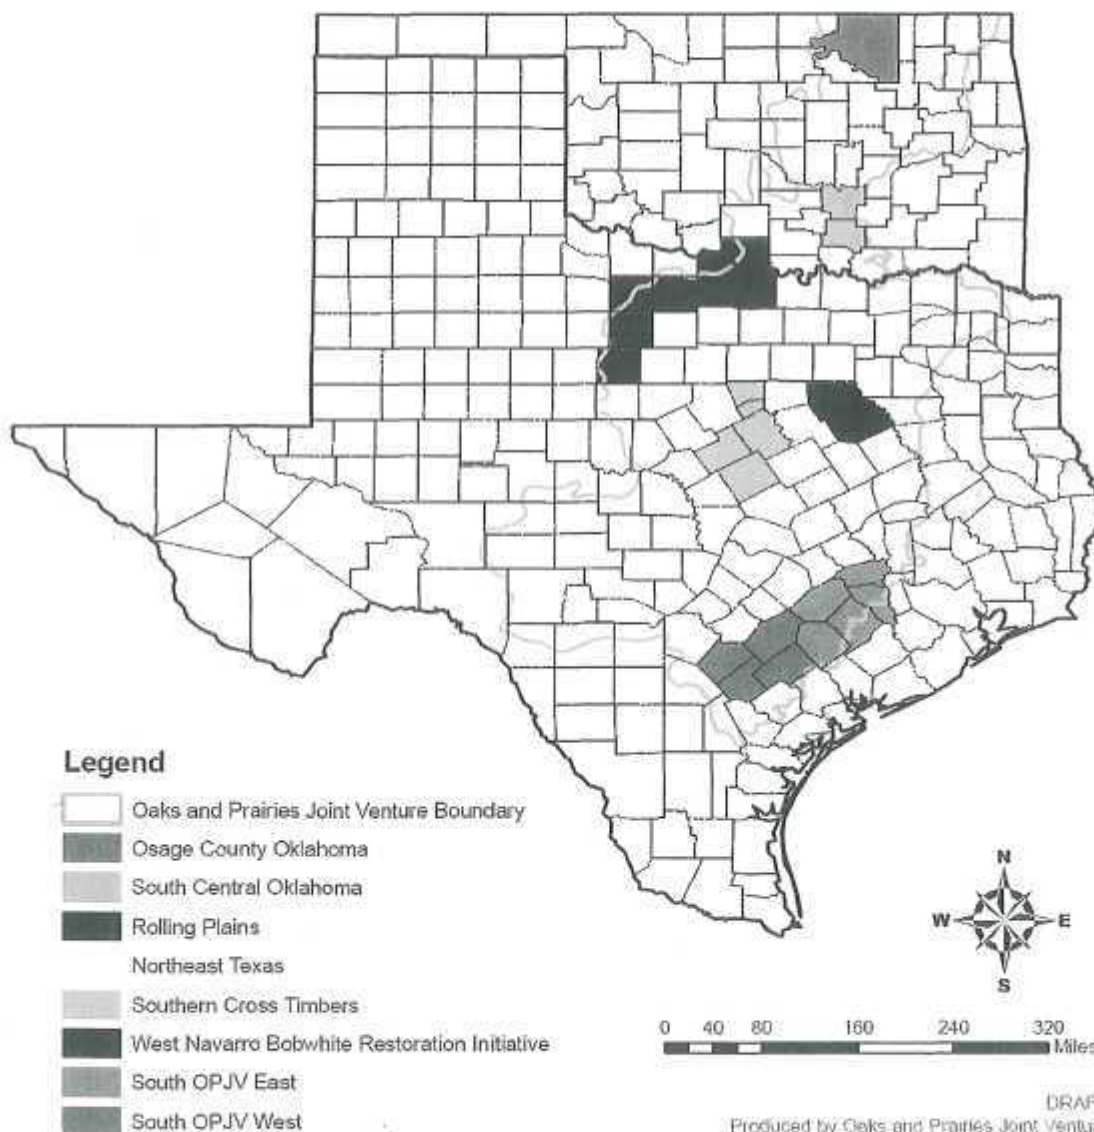 Legend
Oaks and Prairies Joint Venture Boundary
Osage County Oklahoma
South Central Oklahoma
Rolling Plains
Northeast Texas
Southern Cross Timbers
West Navarro Bobwhite Restoration Initiative
South OPJV East
South OPJV West
N
W E
S
0 40 80 160 240 320
Miles
DRAF
Produced by Oaks and Prairies Joint Ventur